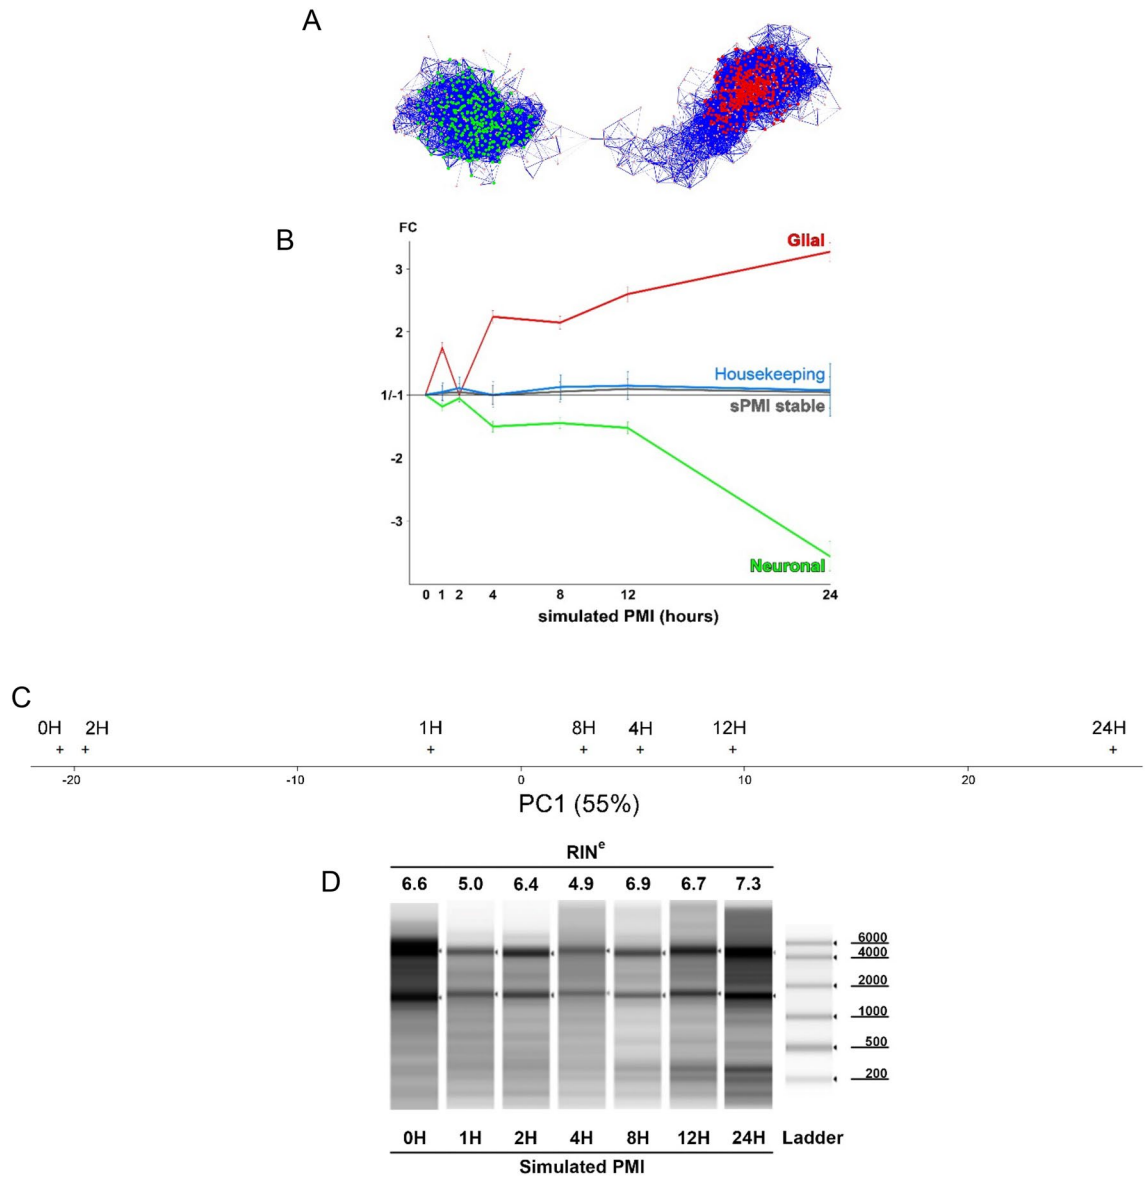 A
B
FC
Glial
3
2
Housekeeping
1/-1
sPMI stable
-2
-3
Neuronal
0 1 2 4 8 12 24
simulated PMI (hours)
C
0H 2H 1H 8H 4H 12H 24H
-20 -10 0 10 20
PC1 (55%)
RINe
D
6.6 5.0 6.4 4.9 6.9 6.7 7.3
6000
4000
2000
1000
500
200
0H 1H 2H 4H 8H 12H 24H Ladder
Simulated PMI